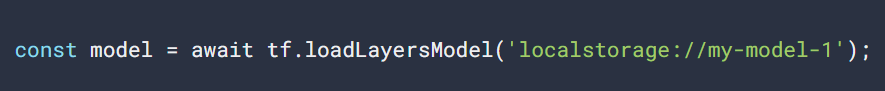 const model = await tf.loadLayersModel('localstorage://my-model-1');